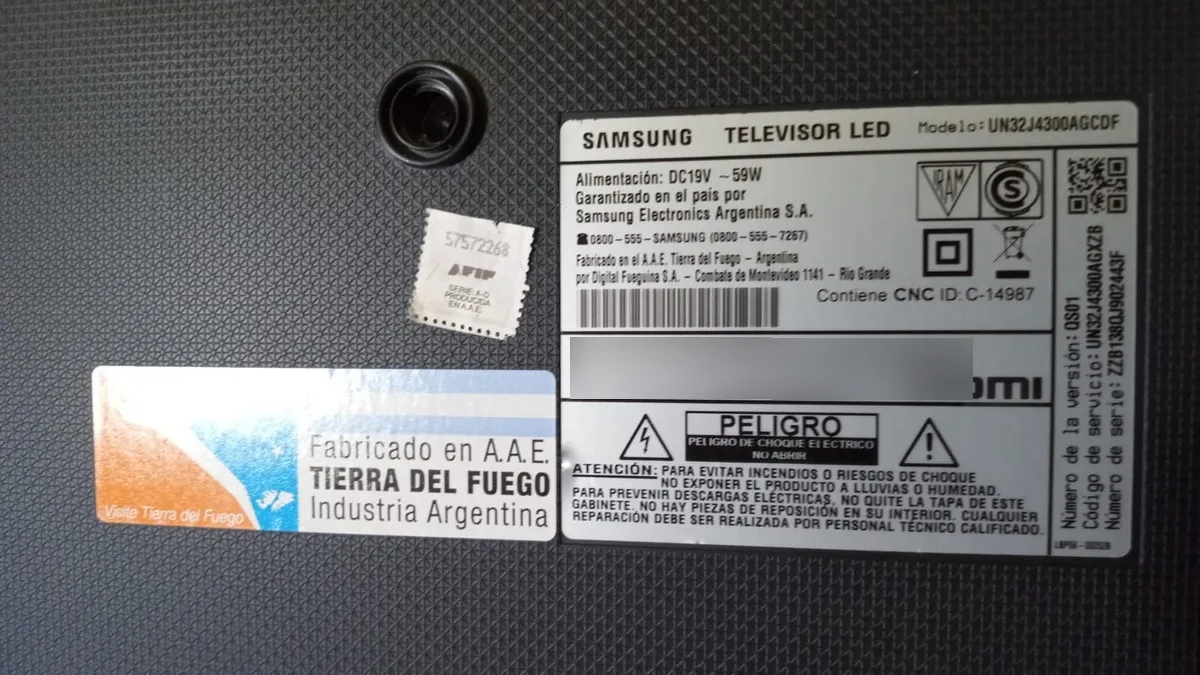 SAMSUNG TELEVISOR LED Modelo: UN32J4300AGCDF
Alimentación: DC19V ~ 59W
Garantizado en el país por
Samsung Electronics Argentina S.A.
☎0800-555-SAMSUNG (0800-555-7267)
Fabricado en el A.A.E. Tierra del Fuego - Argentina
por Digital Fueguina S.A. - Combate de Montevideo 1141 - Rio Grande
Contiene CNC ID: C-14987
IRAM
S
PELIGRO
PELIGRO DE CHOQUE ELECTRICO
NO ABRIR
ATENCIÓN: PARA EVITAR INCENDIOS O RIESGOS DE CHOQUE
NO EXPONER EL PRODUCTO A LLUVIAS O HUMEDAD.
PARA PREVENIR DESCARGAS ELÉCTRICAS, NO QUITE LA TAPA DE ESTE
GABINETE. NO HAY PIEZAS DE REPOSICIÓN EN SU INTERIOR. CUALQUIER
REPARACIÓN DEBE SER REALIZADA POR PERSONAL TÉCNICO CALIFICADO.
Número de la versión: QS01
Código de servicio: UN32J4300AGXZB
Número de serie: ZZB138QJ902443F
57572268
AFIP
SERIE: A-D
PRODUCIDA
EN A.A.E.
Fabricado en A.A.E.
TIERRA DEL FUEGO
Industria Argentina
Visite Tierra del Fuego